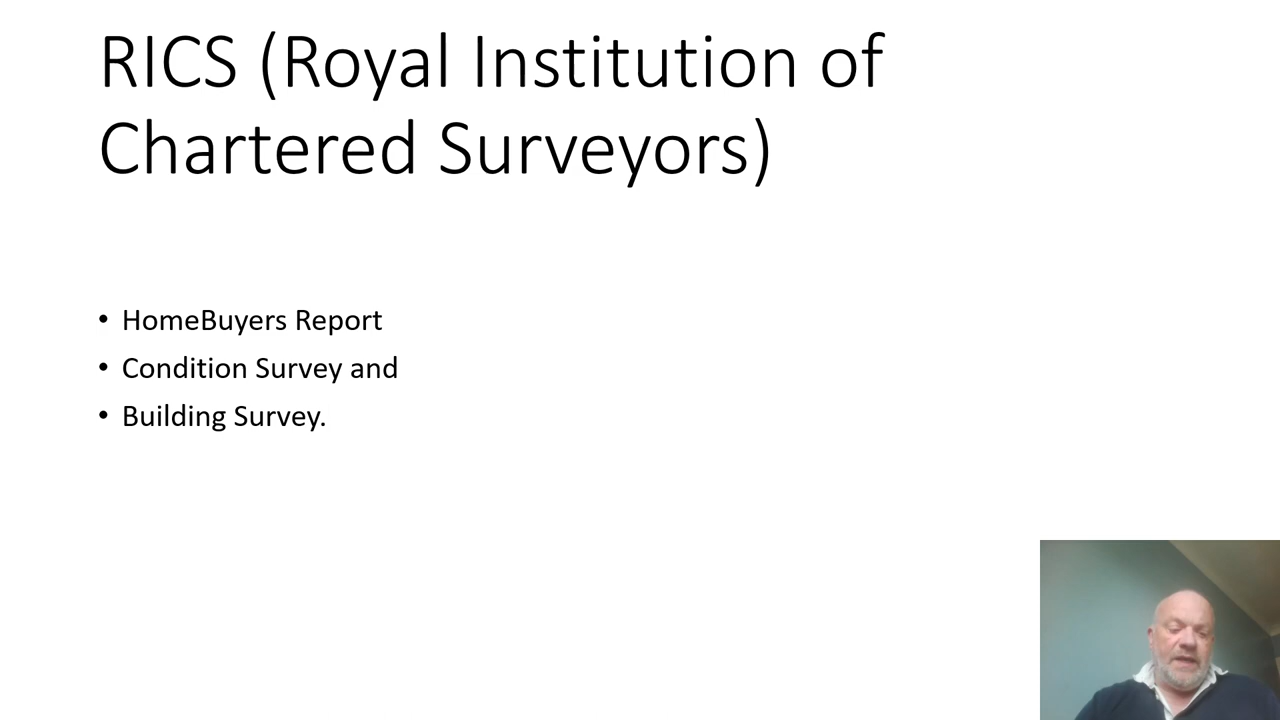 RICS (Royal Institution of
Chartered Surveyors)
• HomeBuyers Report
• Condition Survey and
• Building Survey.